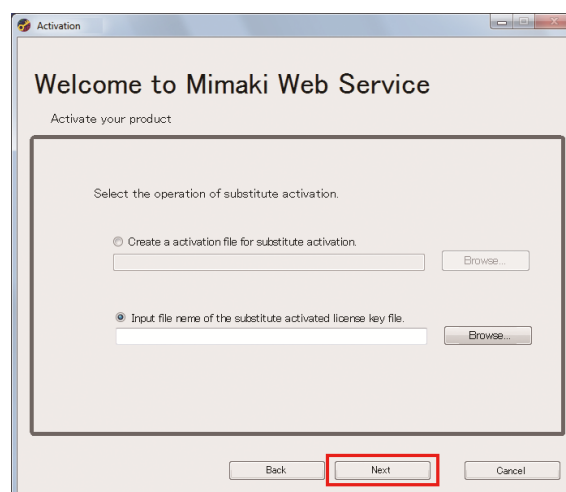 Activation
Welcome to Mimaki Web Service
Activate your product
Select the operation of substitute activation.
Create a activation file for substitute activation.
Browse...
Input file neme of the substitute activated license key file.
Browse...
Back Next Cancel